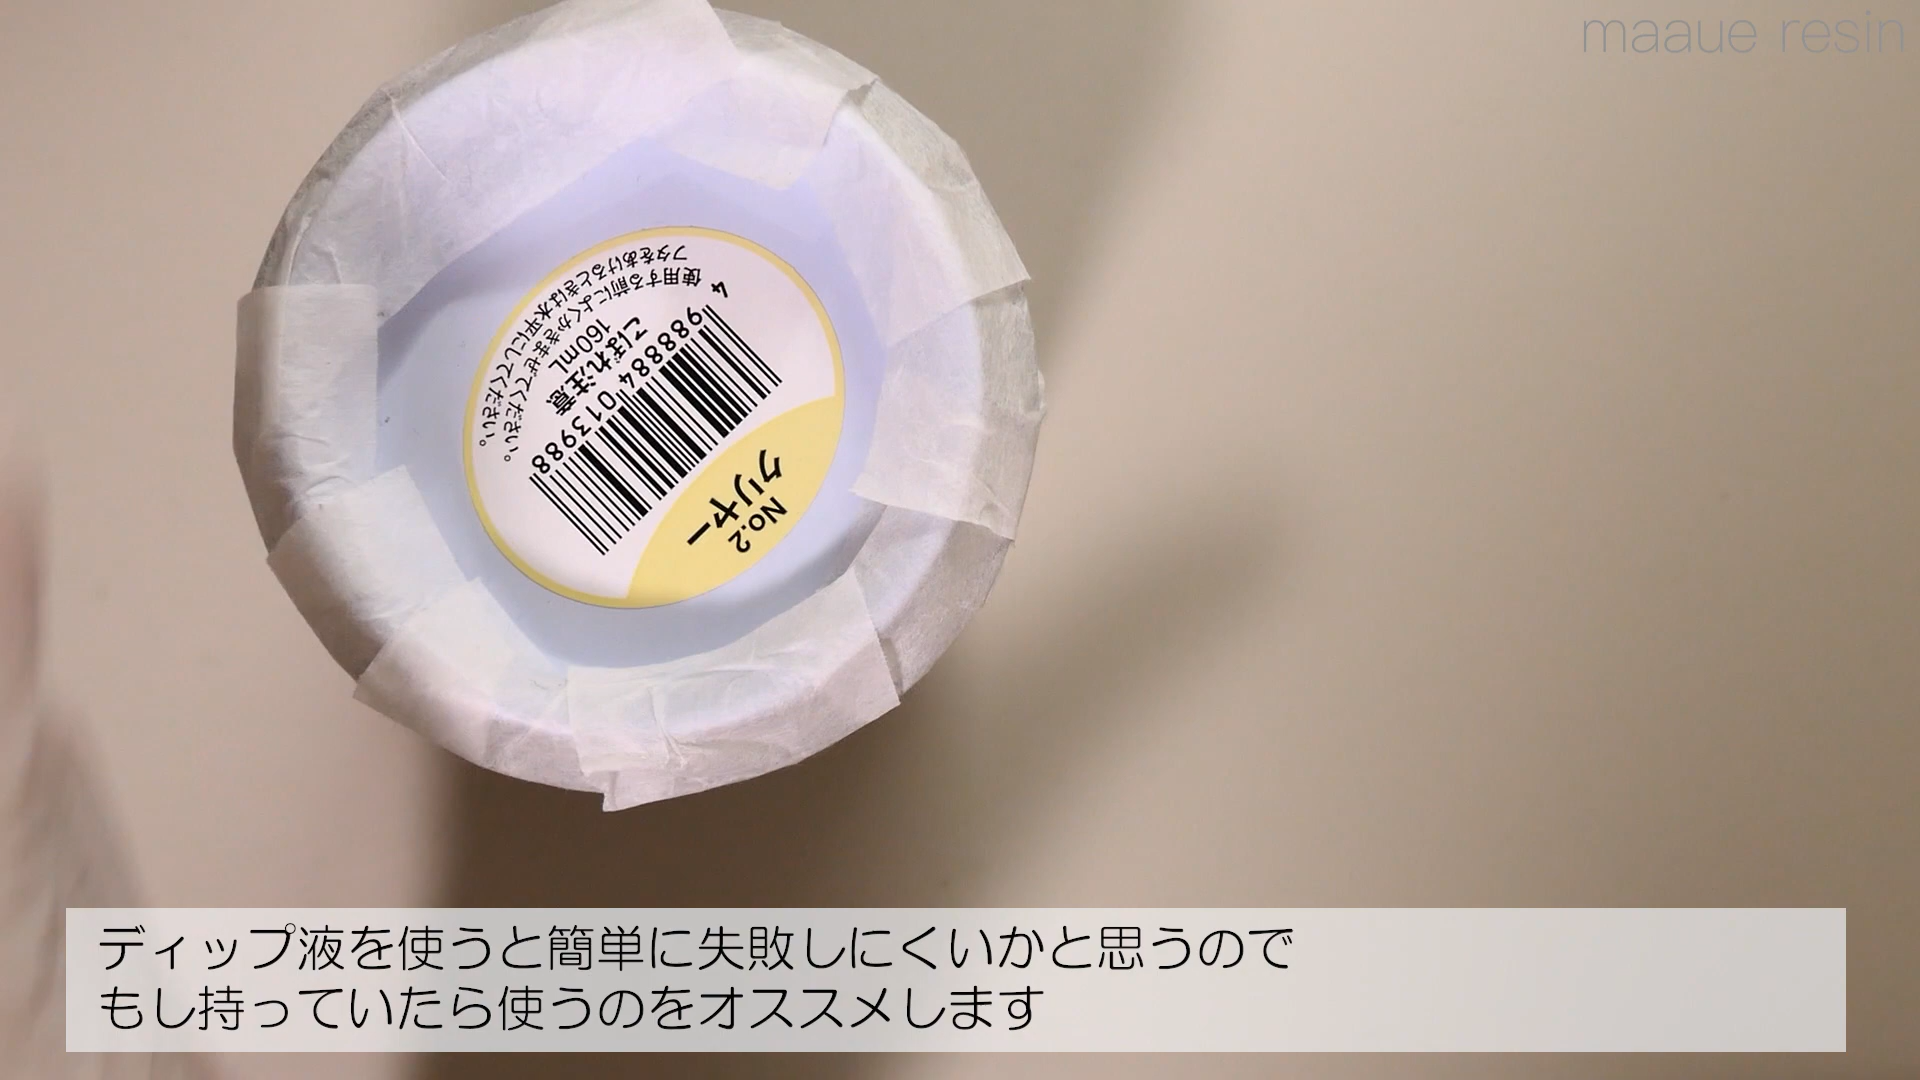 maaue resin
フタをあけるときは水平にしてください。
使用する前によくかきまぜてください。
160mL
こぼれ注意
4 988884 013988
No.2
クリヤー
ディップ液を使うと簡単に失敗しにくいかと思うので
もし持っていたら使うのをオススメします